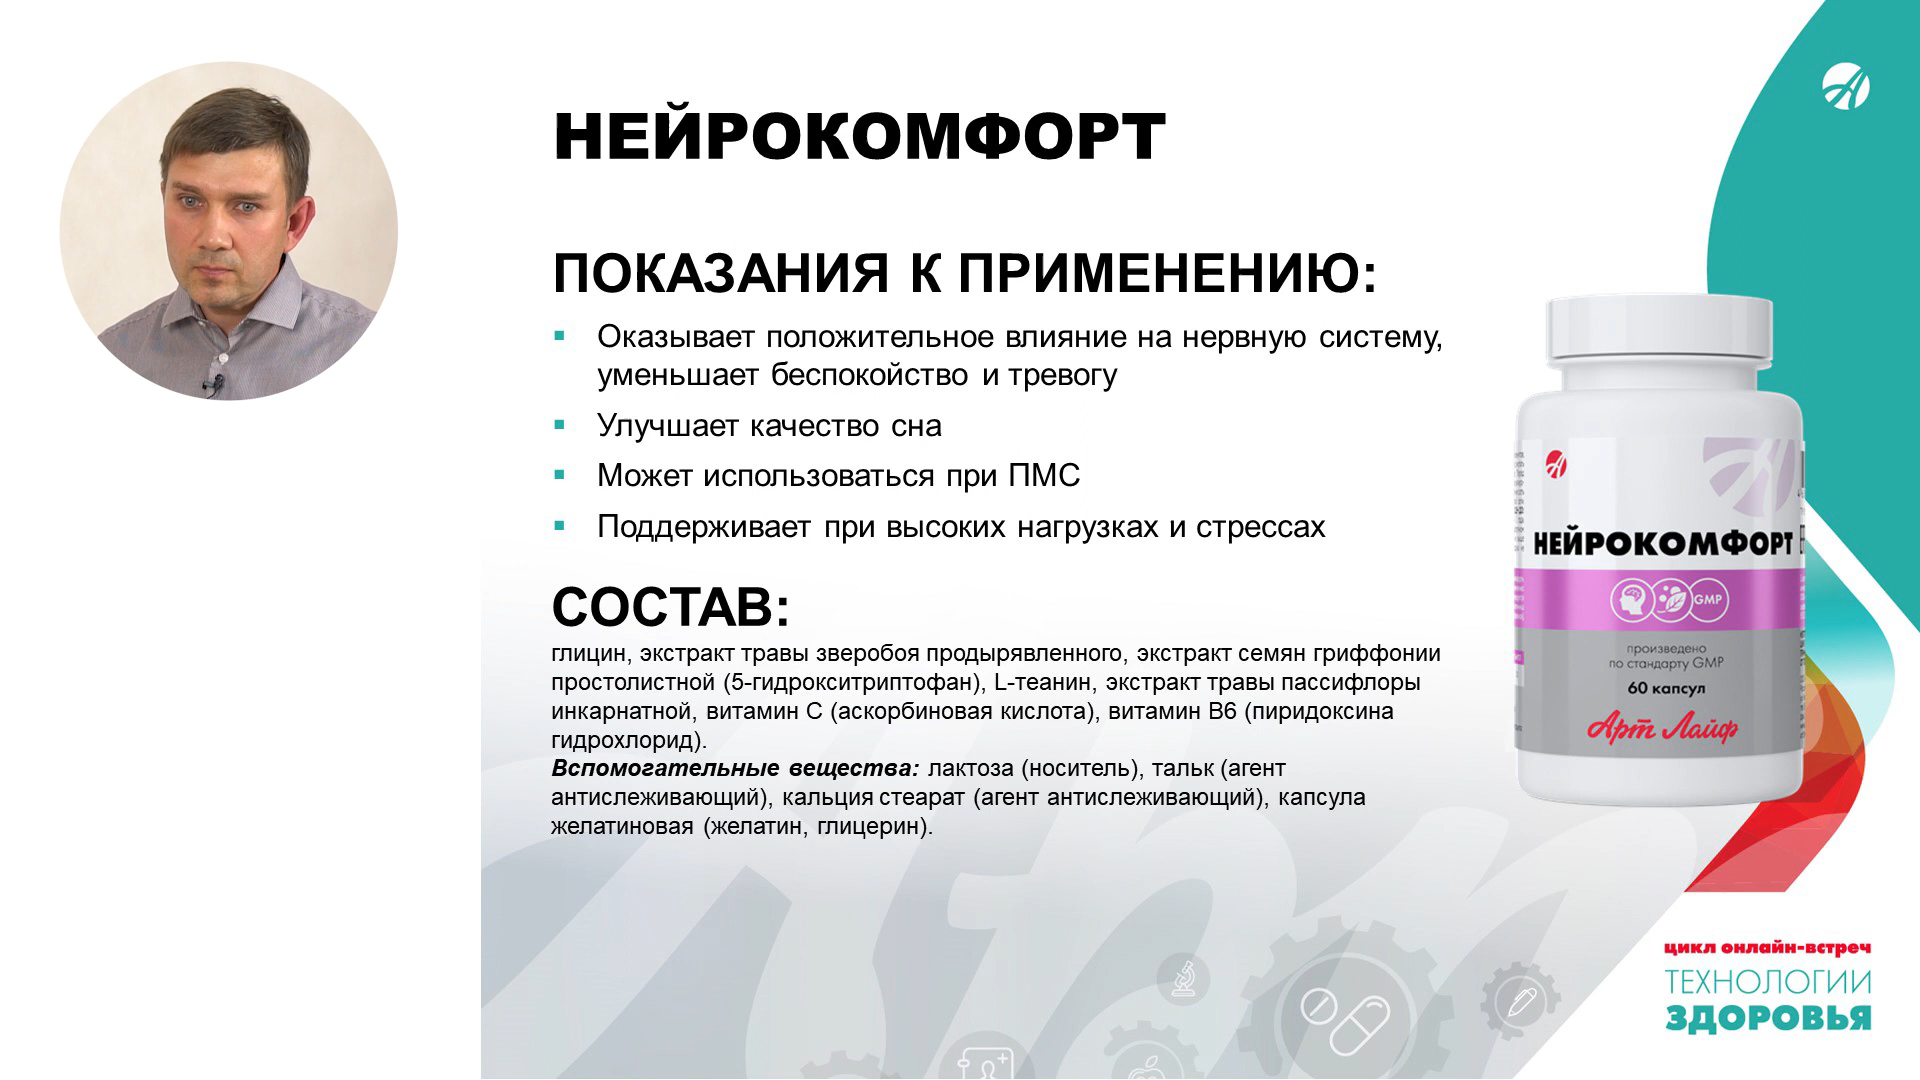 НЕЙРОКОМФОРТ
ПОКАЗАНИЯ К ПРИМЕНЕНИЮ:
Оказывает положительное влияние на нервную систему,
уменьшает беспокойство и тревогу
Улучшает качество сна
Может использоваться при ПМС
Поддерживает при высоких нагрузках и стрессах
СОСТАВ:
глицин, экстракт травы зверобоя продырявленного, экстракт семян гриффонии
простолистной (5-гидрокситриптофан), L-теанин, экстракт травы пассифлоры
инкарнатной, витамин С (аскорбиновая кислота), витамин В6 (пиридоксина
гидрохлорид).
Вспомогательные вещества: лактоза (носитель), тальк (агент
антислеживающий), кальция стеарат (агент антислеживающий), капсула
желатиновая (желатин, глицерин).
НЕЙРОКОМФОРТ
GMP
произведено
по стандарту GMP
60 капсул
Арт Лайф
цикл онлайн-встреч
ТЕХНОЛОГИИ
ЗДОРОВЬЯ